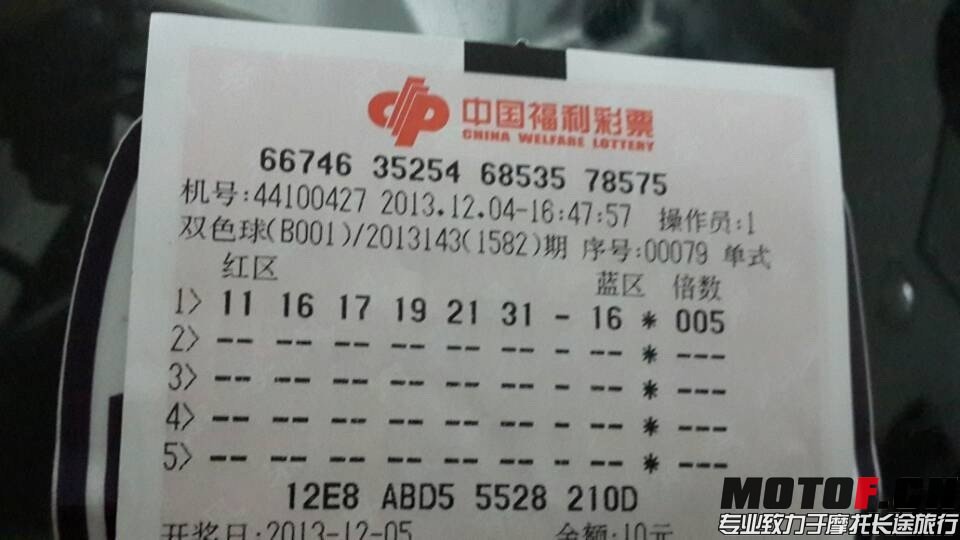 中国福利彩票
CHINA WELFARE LOTTERY
66746 35254 68535 78575
机号:44100427 2013.12.04-16:47:57 操作员:1
双色球(B001)/2013143(1582)期 序号:00079 单式
红区 蓝区 倍数
1> 11 16 17 19 21 31 - 16 * 005
2> -- -- -- -- -- -- -- -- * ---
3> -- -- -- -- -- -- -- -- * ---
4> -- -- -- -- -- -- -- -- * ---
5> -- -- -- -- -- -- -- -- * ---
12E8 ABD5 5528 210D
开奖日:2013-12-05 金额:10元
MOTOF.CN
专业致力于摩托长途旅行